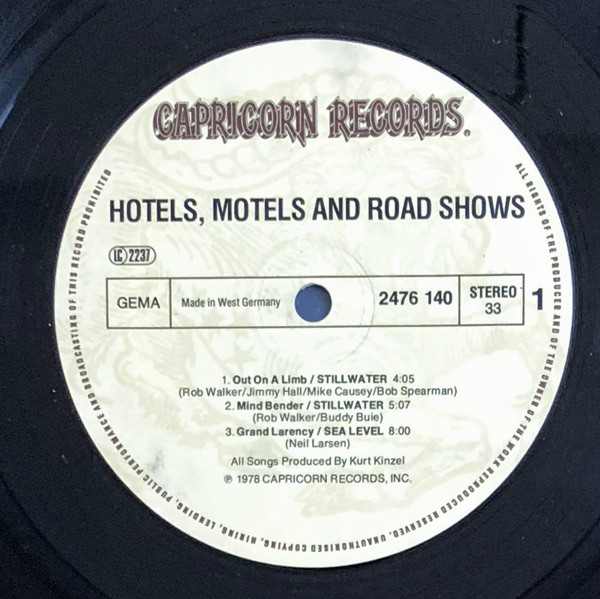 CAPRICORN RECORDS.
HOTELS, MOTELS AND ROAD SHOWS
LC 2237
GEMA Made in West Germany 2476 140 STEREO 33 1
1. Out On A Limb / STILLWATER 4:05
(Rob Walker/Jimmy Hall/Mike Causey/Bob Spearman)
2. Mind Bender / STILLWATER 5:07
(Rob Walker/Buddy Buie)
3. Grand Larency / SEA LEVEL 8:00
(Neil Larsen)
All Songs Produced By Kurt Kinzel
℗ 1978 CAPRICORN RECORDS, INC.
ALL RIGHTS OF THE PRODUCER AND OF THE OWNER OF THE WORK REPRODUCED RESERVED. UNAUTHORISED COPYING, HIRING, LENDING, PUBLIC PERFORMANCE AND BROADCASTING OF THIS RECORD PROHIBITED